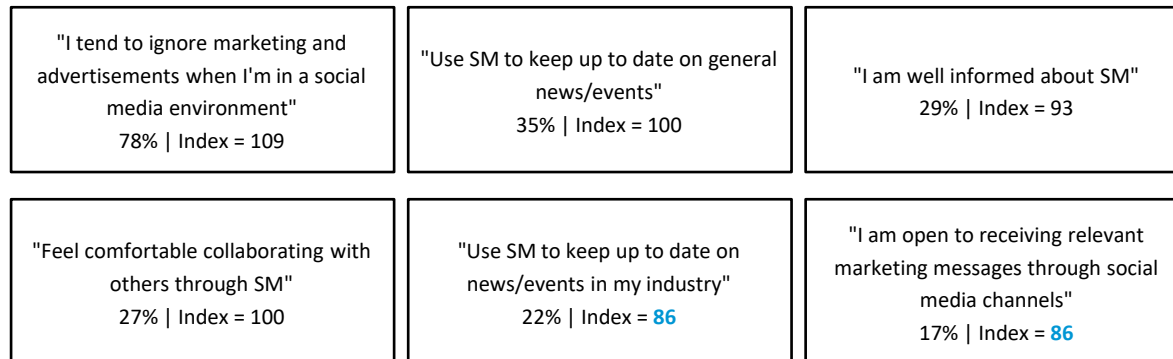 "I tend to ignore marketing and
advertisements when I'm in a social
media environment"
78% | Index = 109
"Use SM to keep up to date on general
news/events"
35% | Index = 100
"I am well informed about SM"
29% | Index = 93
"Feel comfortable collaborating with
others through SM"
27% | Index = 100
"Use SM to keep up to date on
news/events in my industry"
22% | Index = 86
"I am open to receiving relevant
marketing messages through social
media channels"
17% | Index = 86